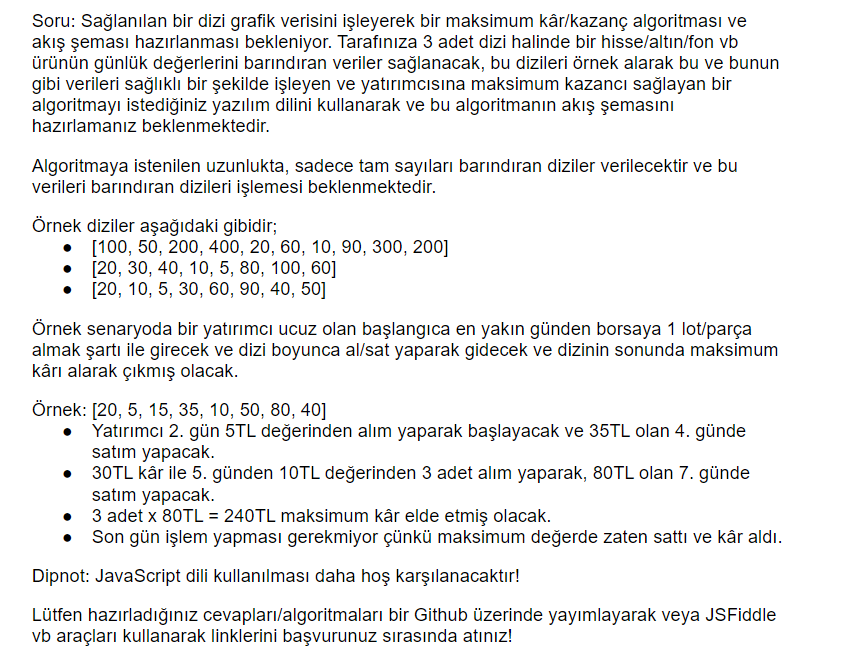 Soru: Sağlanılan bir dizi grafik verisini işleyerek bir maksimum kâr/kazanç algoritması ve
akış şeması hazırlanması bekleniyor. Tarafınıza 3 adet dizi halinde bir hisse/altın/fon vb
ürünün günlük değerlerini barındıran veriler sağlanacak, bu dizileri örnek alarak bu ve bunun
gibi verileri sağlıklı bir şekilde işleyen ve yatırımcısına maksimum kazancı sağlayan bir
algoritmayı istediğiniz yazılım dilini kullanarak ve bu algoritmanın akış şemasını
hazırlamanız beklenmektedir.
Algoritmaya istenilen uzunlukta, sadece tam sayıları barındıran diziler verilecektir ve bu
verileri barındıran dizileri işlemesi beklenmektedir.
Örnek diziler aşağıdaki gibidir;
● [100, 50, 200, 400, 20, 60, 10, 90, 300, 200]
● [20, 30, 40, 10, 5, 80, 100, 60]
● [20, 10, 5, 30, 60, 90, 40, 50]
Örnek senaryoda bir yatırımcı ucuz olan başlangıca en yakın günden borsaya 1 lot/parça
almak şartı ile girecek ve dizi boyunca al/sat yaparak gidecek ve dizinin sonunda maksimum
kârı alarak çıkmış olacak.
Örnek: [20, 5, 15, 35, 10, 50, 80, 40]
● Yatırımcı 2. gün 5TL değerinden alım yaparak başlayacak ve 35TL olan 4. günde
satım yapacak.
● 30TL kâr ile 5. günden 10TL değerinden 3 adet alım yaparak, 80TL olan 7. günde
satım yapacak.
● 3 adet x 80TL = 240TL maksimum kâr elde etmiş olacak.
● Son gün işlem yapması gerekmiyor çünkü maksimum değerde zaten sattı ve kâr aldı.
Dipnot: JavaScript dili kullanılması daha hoş karşılanacaktır!
Lütfen hazırladığınız cevapları/algoritmaları bir Github üzerinde yayımlayarak veya JSFiddle
vb araçları kullanarak linklerini başvurunuz sırasında atınız!